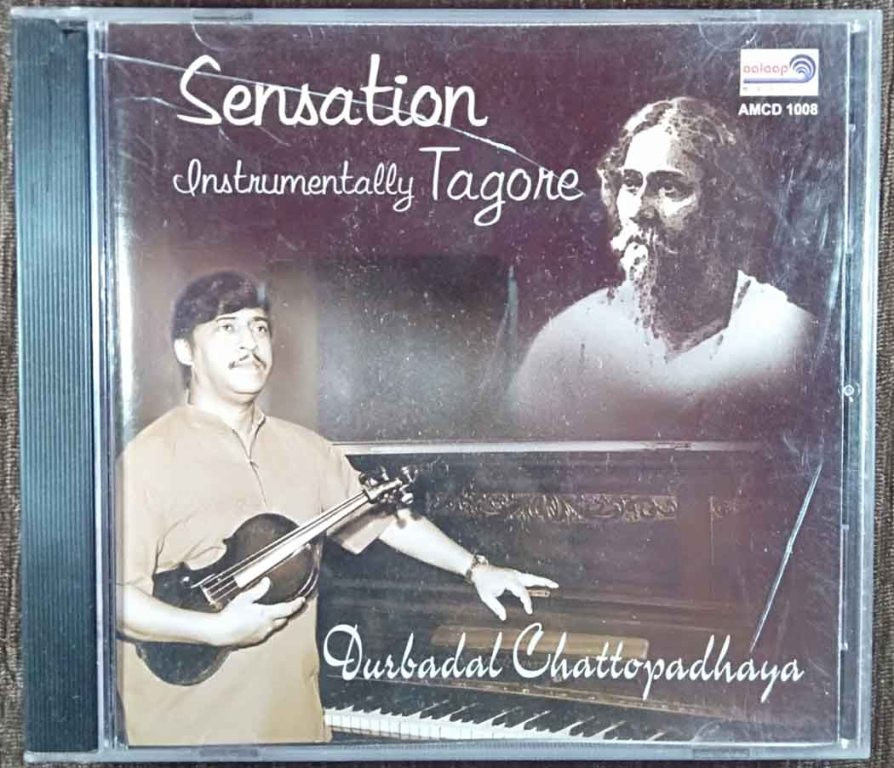 Sensation
Instrumentally Tagore
aalaap
AMCD 1008
Durbadal Chattopadhaya